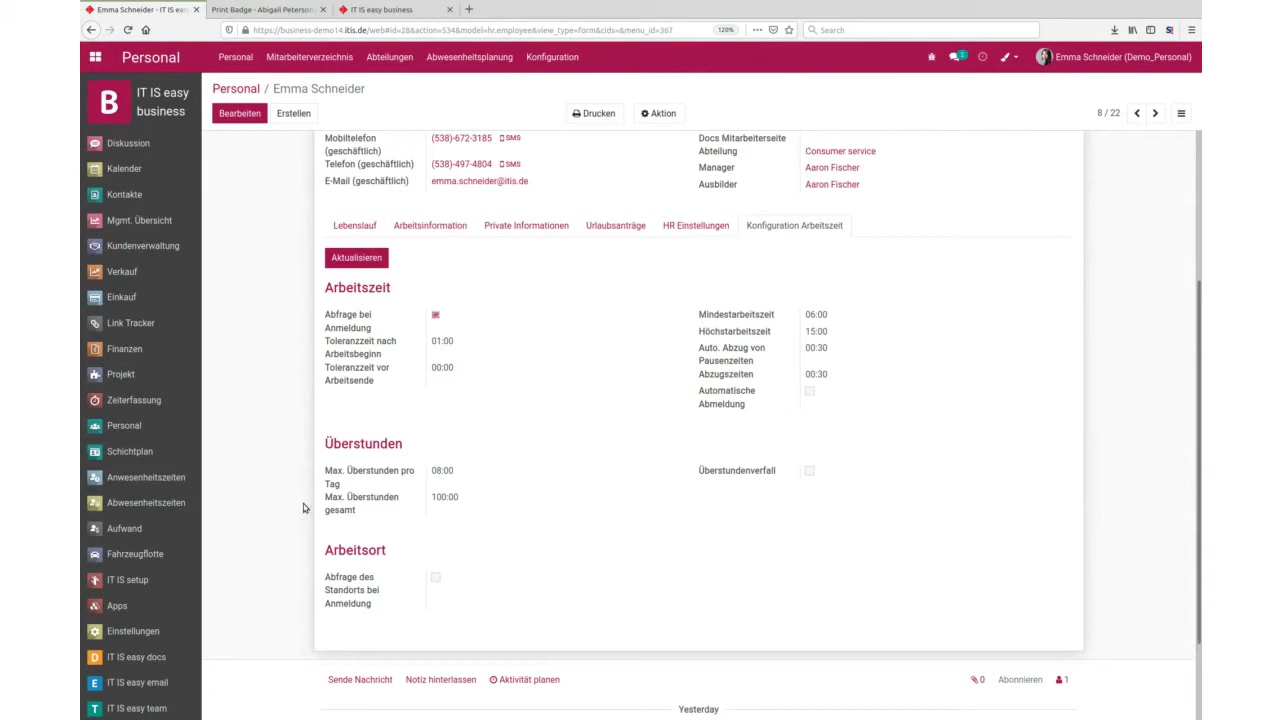 Emma Schneider - IT IS eas
Print Badge - Abigail Peterson
IT IS easy business
https://business-demo14.itis.de/web#id=28&action=534&model=hr.employee&view_type=form&cids=&menu_id=367
120%
Search
Personal
Personal Mitarbeiterverzeichnis Abteilungen Abwesenheitsplanung Konfiguration
2
Emma Schneider (Demo_Personal)
B IT IS easy
business
Personal / Emma Schneider
Bearbeiten Erstellen Drucken Aktion 8 / 22
Diskussion
Kalender
Kontakte
Mgmt. Übersicht
Kundenverwaltung
Verkauf
Einkauf
Link Tracker
Finanzen
Projekt
Zeiterfassung
Personal
Schichtplan
Anwesenheitszeiten
Abwesenheitszeiten
Aufwand
Fahrzeugflotte
IT IS setup
Apps
Einstellungen
D IT IS easy docs
E IT IS easy email
T IT IS easy team
Mobiltelefon
(geschäftlich)
(538)-672-3185 SMS
Telefon (geschäftlich) (538)-497-4804 SMS
E-Mail (geschäftlich) emma.schneider@itis.de
Docs Mitarbeiterseite
Abteilung Consumer service
Manager Aaron Fischer
Ausbilder Aaron Fischer
Lebenslauf Arbeitsinformation Private Informationen Urlaubsanträge HR Einstellungen Konfiguration Arbeitszeit
Aktualisieren
Arbeitszeit
Abfrage bei
Anmeldung
Toleranzzeit nach
Arbeitsbeginn
01:00
Toleranzzeit vor
Arbeitsende
00:00
Mindestarbeitszeit 06:00
Höchstarbeitszeit 15:00
Auto. Abzug von
Pausenzeiten
00:30
Abzugszeiten 00:30
Automatische
Abmeldung
Überstunden
Max. Überstunden pro
Tag
08:00
Max. Überstunden
gesamt
100:00
Überstundenverfall
Arbeitsort
Abfrage des
Standorts bei
Anmeldung
Sende Nachricht Notiz hinterlassen Aktivität planen 0 Abonnieren 1
Yesterday